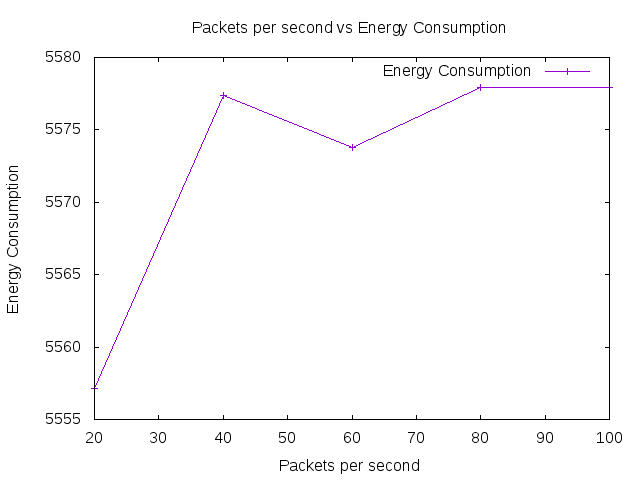 Packets per second vs Energy Consumption
Energy Consumption
5580
5575
5570
5565
5560
5555
Energy Consumption
20 30 40 50 60 70 80 90 100
Packets per second